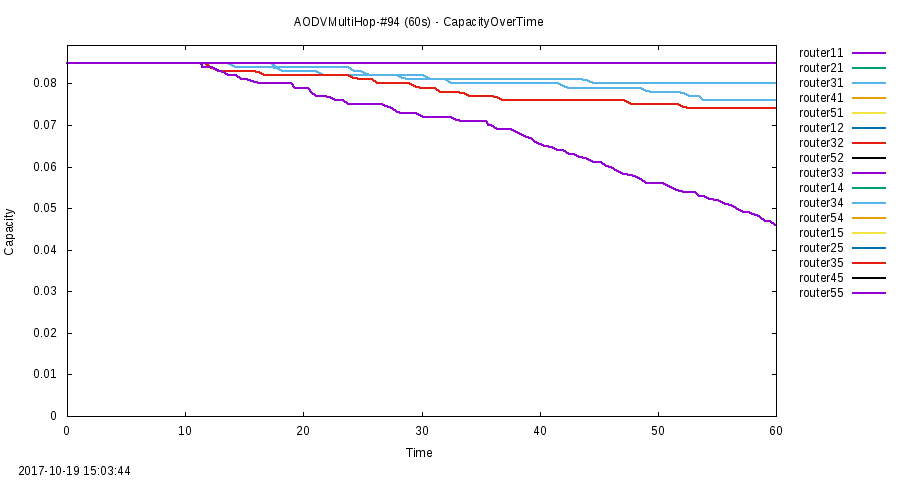 AODVMultiHop-#94 (60s) - CapacityOverTime
router11
router21
router31
router41
router51
router12
router32
router52
router33
router14
router34
router54
router15
router25
router35
router45
router55
Capacity
0.08
0.07
0.06
0.05
0.04
0.03
0.02
0.01
0
0 10 20 30 40 50 60
Time
2017-10-19 15:03:44